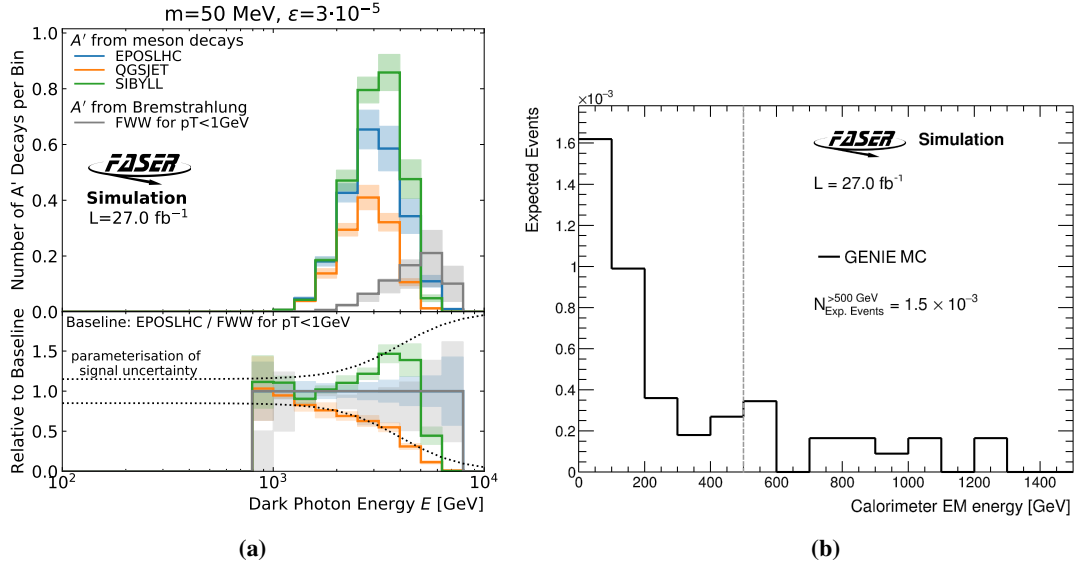 m=50 MeV, ε=3·10⁻⁵
A′ from meson decays
EPOSLHC
QGSJET
SIBYLL
A′ from Bremstrahlung
FWW for pT<1GeV
FASER
Simulation
L=27.0 fb⁻¹
Number of A' Decays per Bin
0.0
0.2
0.4
0.6
0.8
Baseline: EPOSLHC / FWW for pT<1GeV
parameterisation of
signal uncertainty
Relative to Baseline
0.0
0.5
1.0
1.5
10²
10³
10⁴
Dark Photon Energy E [GeV]
(a)
×10⁻³
Expected Events
1.6
1.4
1.2
1
0.8
0.6
0.4
0.2
0
FASER Simulation
L = 27.0 fb⁻¹
GENIE MC
N^{>500 GeV}_{Exp. Events} = 1.5 × 10⁻³
0 200 400 600 800 1000 1200 1400
Calorimeter EM energy [GeV]
(b)